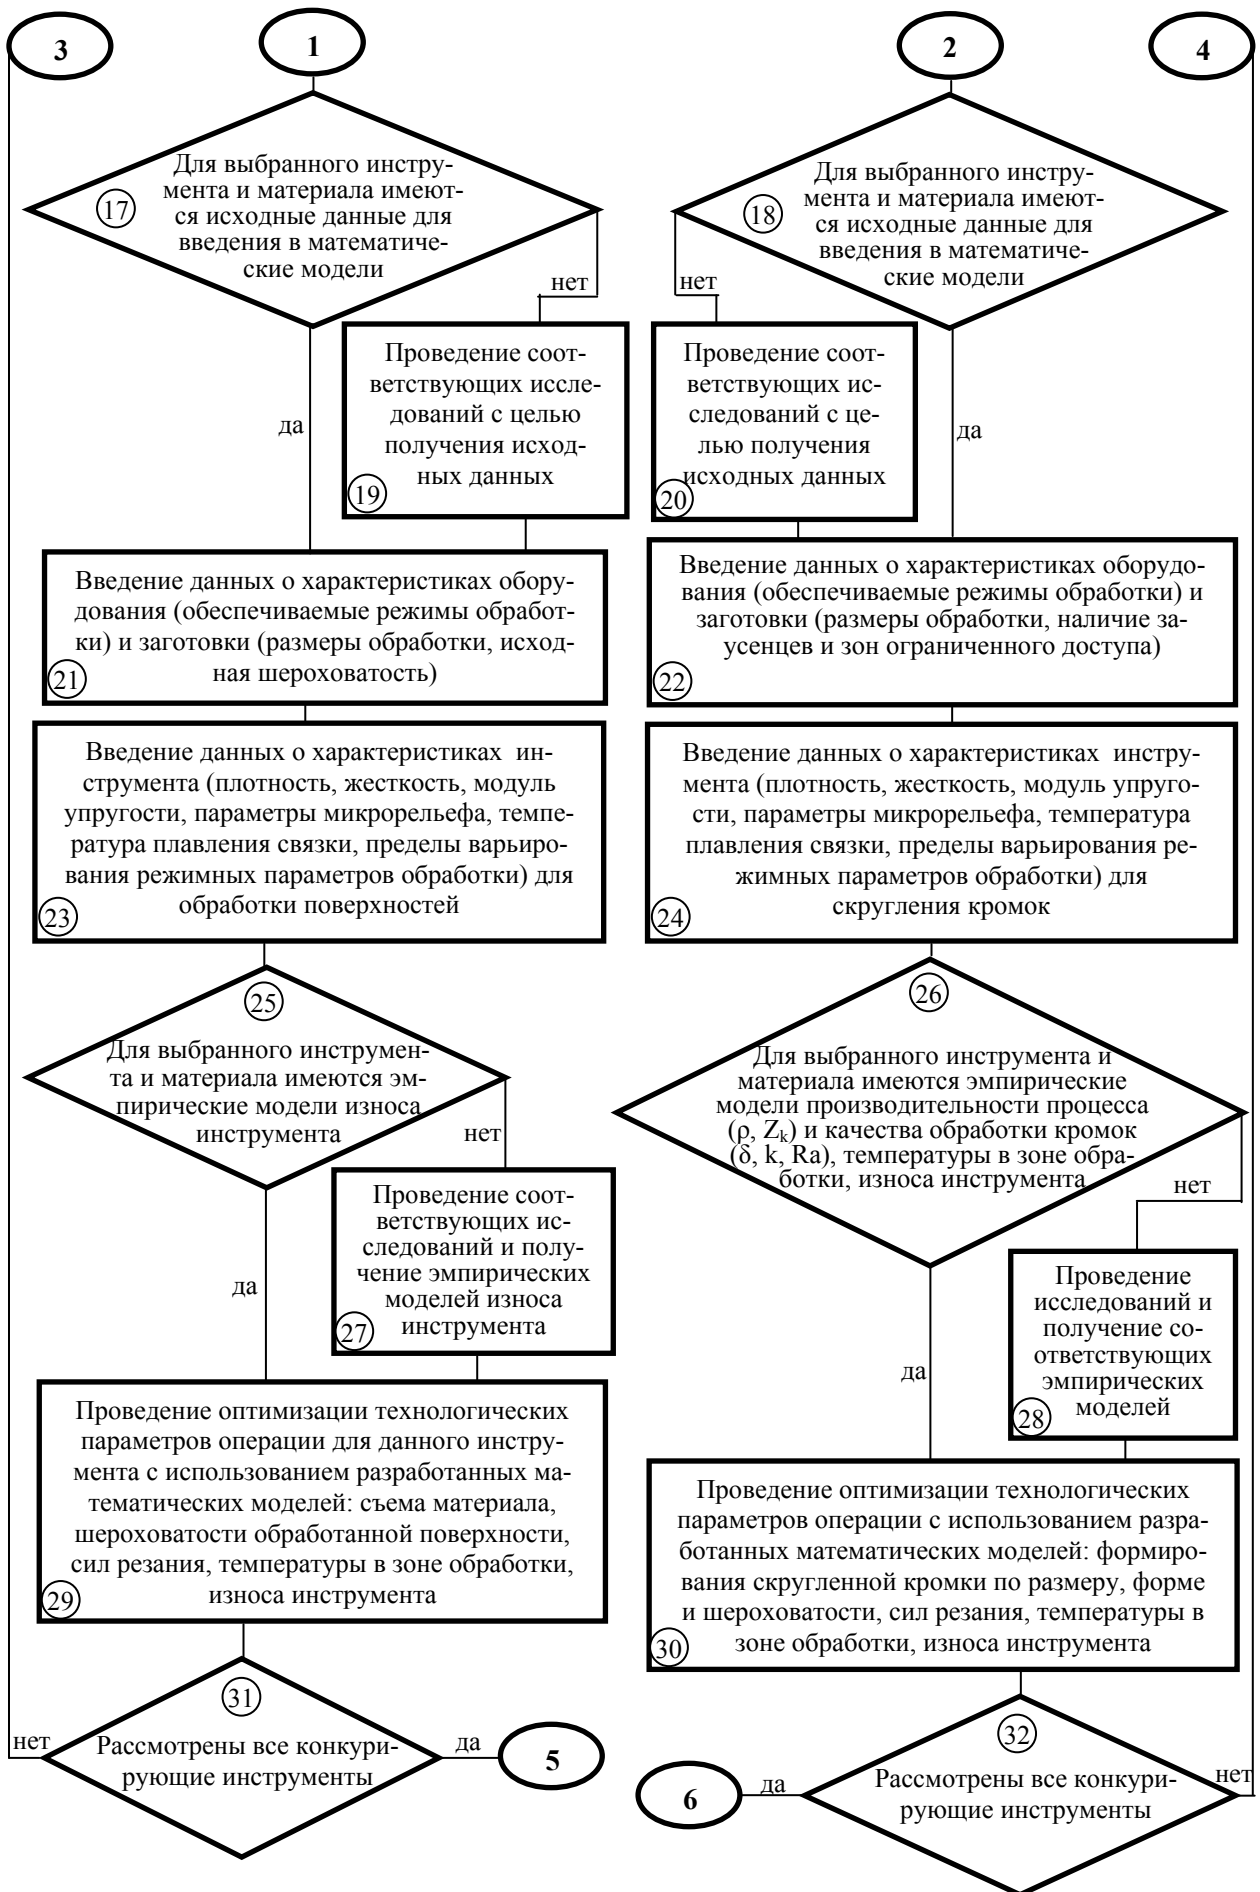 3
1
2
4
17
Для выбранного инстру-
мента и материала имеют-
ся исходные данные для
введения в математиче-
ские модели
18
Для выбранного инстру-
мента и материала имеют-
ся исходные данные для
введения в математиче-
ские модели
нет
нет
да
да
Проведение соот-
ветствующих иссле-
дований с целью
получения исход-
ных данных
19
Проведение соот-
ветствующих ис-
следований с це-
лью получения
исходных данных
20
Введение данных о характеристиках обору-
дования (обеспечиваемые режимы обработ-
ки) и заготовки (размеры обработки, исход-
ная шероховатость)
21
Введение данных о характеристиках оборудо-
вания (обеспечиваемые режимы обработки) и
заготовки (размеры обработки, наличие за-
усенцев и зон ограниченного доступа)
22
Введение данных о характеристиках ин-
струмента (плотность, жесткость, модуль
упругости, параметры микрорельефа, темпе-
ратура плавления связки, пределы варьиро-
вания режимных параметров обработки) для
обработки поверхностей
23
Введение данных о характеристиках инстру-
мента (плотность, жесткость, модуль упруго-
сти, параметры микрорельефа, температура
плавления связки, пределы варьирования ре-
жимных параметров обработки) для
скругления кромок
24
25
Для выбранного инструмен-
та и материала имеются эм-
пирические модели износа
инструмента
26
Для выбранного инструмента и
материала имеются эмпирические
модели производительности процесса
(ρ, Zk) и качества обработки кромок
(δ, k, Ra), температуры в зоне обра-
ботки, износа инструмента
нет
нет
да
да
Проведение соот-
ветствующих ис-
следований и полу-
чение эмпирических
моделей износа
инструмента
27
Проведение
исследований и
получение со-
ответствующих
эмпирических
моделей
28
Проведение оптимизации технологических
параметров операции для данного инстру-
мента с использованием разработанных ма-
тематических моделей: съема материала,
шероховатости обработанной поверхности,
сил резания, температуры в зоне обработки,
износа инструмента
29
Проведение оптимизации технологических
параметров операции с использованием разра-
ботанных математических моделей: формиро-
вания скругленной кромки по размеру, форме
и шероховатости, сил резания, температуры в
зоне обработки, износа инструмента
30
31
Рассмотрены все конкури-
рующие инструменты
нет
да
5
32
Рассмотрены все конкури-
рующие инструменты
нет
да
6